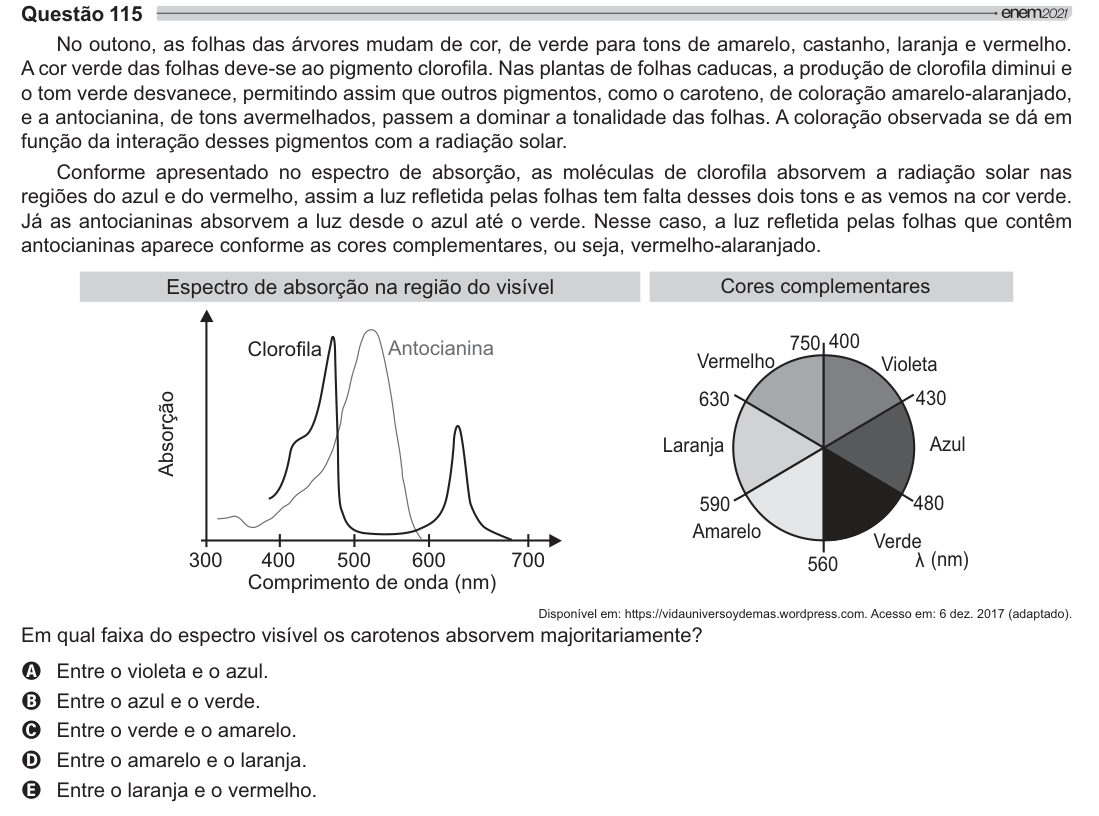 Questão 115
enem2021
No outono, as folhas das árvores mudam de cor, de verde para tons de amarelo, castanho, laranja e vermelho.
A cor verde das folhas deve-se ao pigmento clorofila. Nas plantas de folhas caducas, a produção de clorofila diminui e
o tom verde desvanece, permitindo assim que outros pigmentos, como o caroteno, de coloração amarelo-alaranjado,
e a antocianina, de tons avermelhados, passem a dominar a tonalidade das folhas. A coloração observada se dá em
função da interação desses pigmentos com a radiação solar.
Conforme apresentado no espectro de absorção, as moléculas de clorofila absorvem a radiação solar nas
regiões do azul e do vermelho, assim a luz refletida pelas folhas tem falta desses dois tons e as vemos na cor verde.
Já as antocianinas absorvem a luz desde o azul até o verde. Nesse caso, a luz refletida pelas folhas que contêm
antocianinas aparece conforme as cores complementares, ou seja, vermelho-alaranjado.
Espectro de absorção na região do visível
Clorofila
Antocianina
Absorção
300 400 500 600 700
Comprimento de onda (nm)
Cores complementares
750 400
Vermelho
Violeta
630
430
Laranja
Azul
590
480
Amarelo
Verde
560
λ (nm)
Disponível em: https://vidauniversoydemas.wordpress.com. Acesso em: 6 dez. 2017 (adaptado).
Em qual faixa do espectro visível os carotenos absorvem majoritariamente?
A Entre o violeta e o azul.
B Entre o azul e o verde.
C Entre o verde e o amarelo.
D Entre o amarelo e o laranja.
E Entre o laranja e o vermelho.